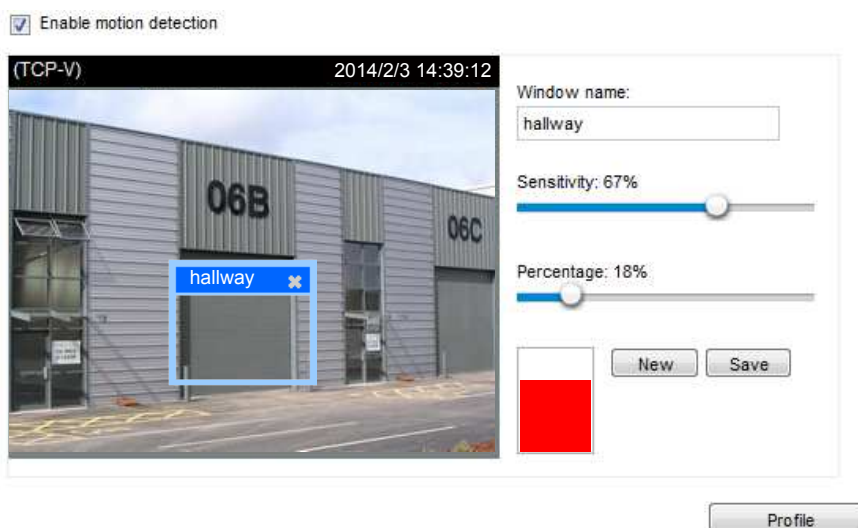 Enable motion detection
(TCP-V) 2014/2/3 14:39:12
Window name:
hallway
Sensitivity: 67%
06B
06C
hallway
Percentage: 18%
New Save
Profile